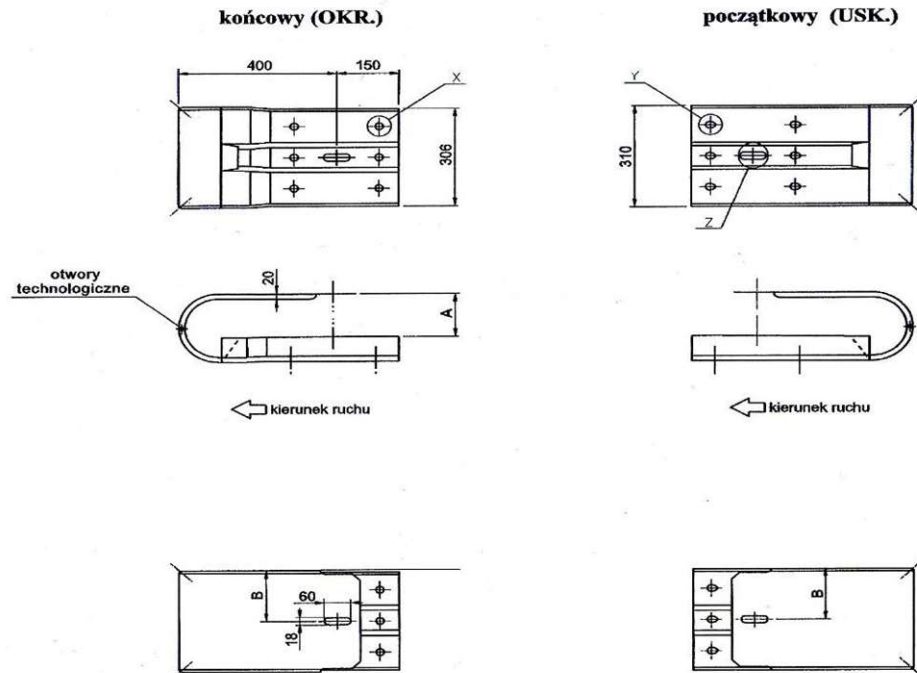 końcowy (OKR.)
początkowy (USK.)
400
150
X
306
Y
310
Z
otwory
technologiczne
20
A
kierunek ruchu
kierunek ruchu
B
60
18
B